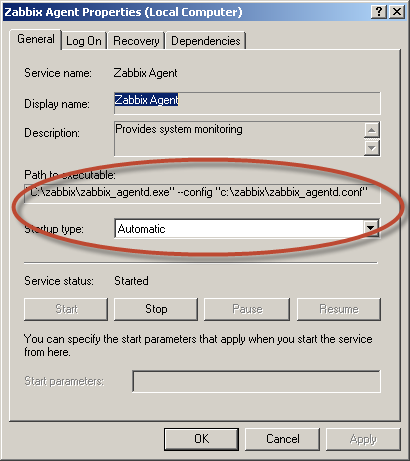 Zabbix Agent Properties (Local Computer)
General Log On Recovery Dependencies
Service name: Zabbix Agent
Display name: Zabbix Agent
Description: Provides system monitoring
Path to executable:
"C:\zabbix\zabbix_agentd.exe" --config "c:\zabbix\zabbix_agentd.conf"
Startup type: Automatic
Service status: Started
Start Stop Pause Resume
You can specify the start parameters that apply when you start the service
from here.
Start parameters:
OK Cancel Apply